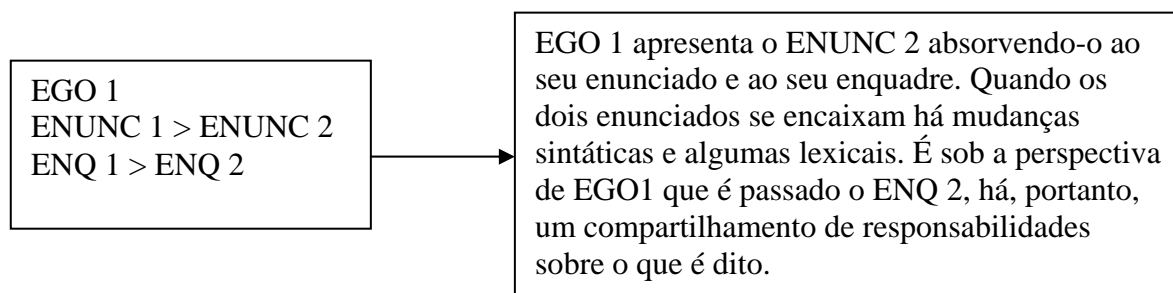 EGO 1
ENUNC 1 > ENUNC 2
ENQ 1 > ENQ 2
EGO 1 apresenta o ENUNC 2 absorvendo-o ao
seu enunciado e ao seu enquadre. Quando os
dois enunciados se encaixam há mudanças
sintáticas e algumas lexicais. É sob a perspectiva
de EGO1 que é passado o ENQ 2, há, portanto,
um compartilhamento de responsabilidades
sobre o que é dito.